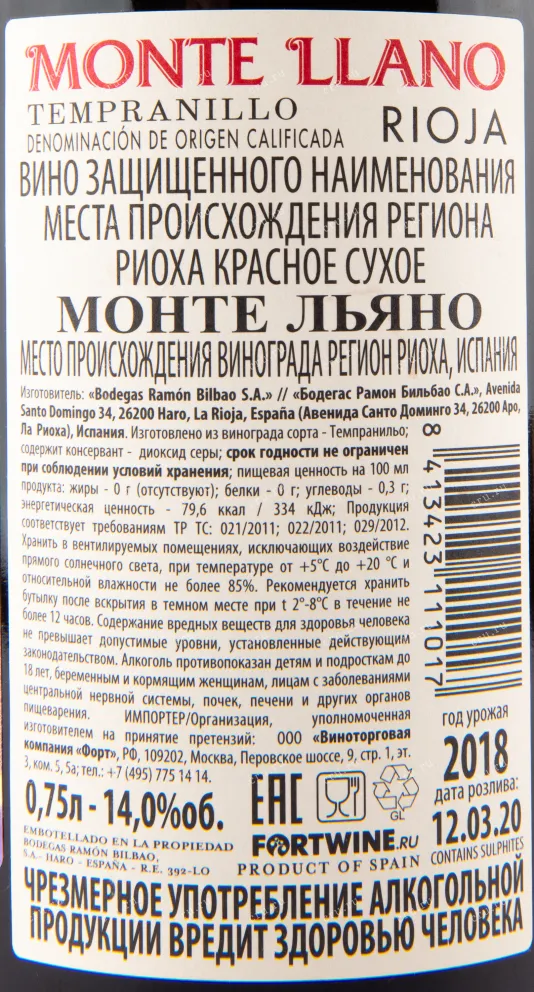 MONTE LLANO
TEMPRANILLO
DENOMINACIÓN DE ORIGEN CALIFICADA
RIOJA
ВИНО ЗАЩИЩЕННОГО НАИМЕНОВАНИЯ
МЕСТА ПРОИСХОЖДЕНИЯ РЕГИОНА
РИОХА КРАСНОЕ СУХОЕ
МОНТЕ ЛЬЯНО
МЕСТО ПРОИСХОЖДЕНИЯ ВИНОГРАДА РЕГИОН РИОХА, ИСПАНИЯ
Изготовитель: «Bodegas Ramón Bilbao S.A.» // «Бодегас Рамон Бильбао С.А.», Avenida
Santo Domingo 34, 26200 Haro, La Rioja, España (Авенида Санто Доминго 34, 26200 Аро,
Ла Риоха), Испания. Изготовлено из винограда сорта - Темпранильо;
содержит консервант - диоксид серы; срок годности не ограничен
при соблюдении условий хранения; пищевая ценность на 100 мл
продукта: жиры - 0 г (отсутствуют); белки - 0 г; углеводы - 0,3 г;
энергетическая ценность - 79,6 ккал / 334 кДж; Продукция
соответствует требованиям ТР ТС: 021/2011; 022/2011; 029/2012.
Хранить в вентилируемых помещениях, исключающих воздействие
прямого солнечного света, при температуре от +5°C до +20 °C и
относительной влажности не более 85%. Рекомендуется хранить
бутылку после вскрытия в темном месте при t 2°-8°C в течение не
более 12 часов. Содержание вредных веществ для здоровья человека
не превышает допустимые уровни, установленные действующим
законодательством. Алкоголь противопоказан детям и подросткам до
18 лет, беременным и кормящим женщинам, лицам с заболеваниями
центральной нервной системы, почек, печени и других органов
пищеварения. ИМПОРТЕР/Организация, уполномоченная
изготовителем на принятие претензий: ООО «Виноторговая
компания «Форт», РФ, 109202, Москва, Перовское шоссе, 9, стр. 1, эт.
3, ком. 5, 5а; тел.: +7 (495) 775 14 14.
8 413423 111017
год урожая
2018
дата розлива:
12.03.20
CONTAINS SULPHITES
0,75л - 14,0%об.
EAC
GL
EMBOTELLADO EN LA PROPIEDAD
BODEGAS RAMÓN BILBAO,
S.A.- HARO - ESPAÑA - R.E. 392-LO
FORTWINE.RU
PRODUCT OF SPAIN
ЧРЕЗМЕРНОЕ УПОТРЕБЛЕНИЕ АЛКОГОЛЬНОЙ
ПРОДУКЦИИ ВРЕДИТ ЗДОРОВЬЮ ЧЕЛОВЕКА